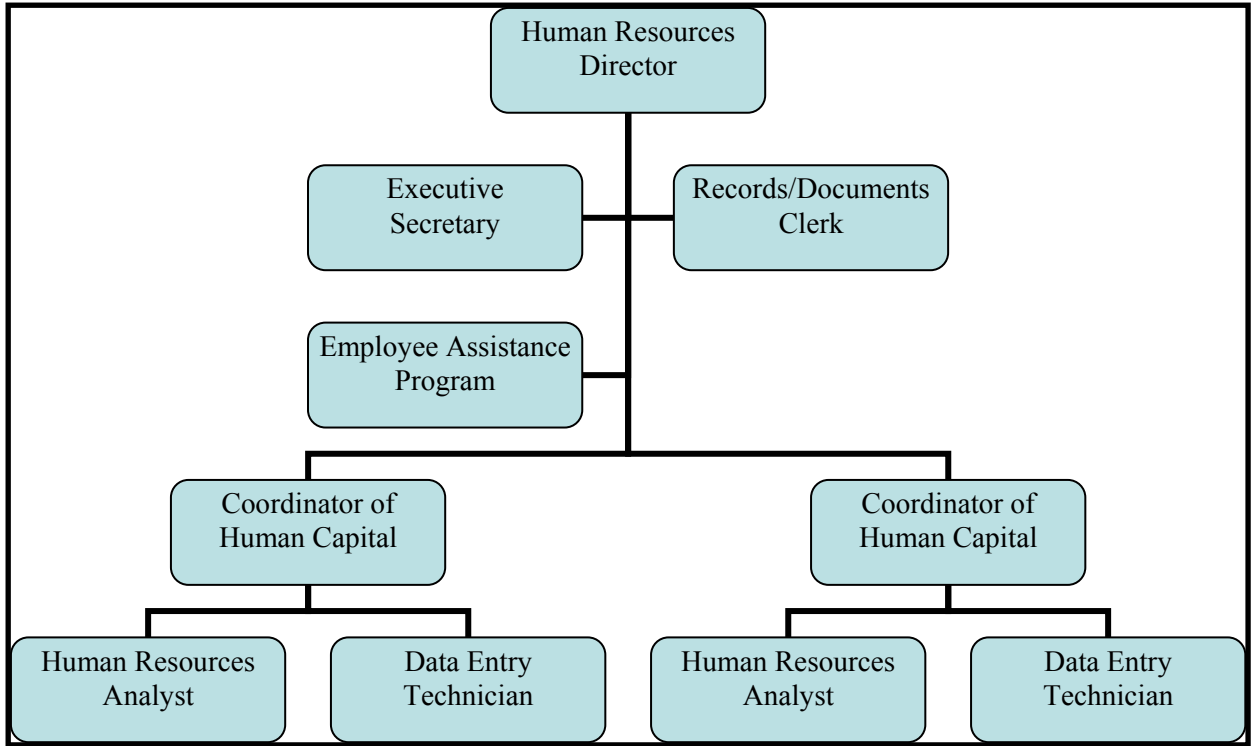 Human Resources
Director
Executive
Secretary
Records/Documents
Clerk
Employee Assistance
Program
Coordinator of
Human Capital
Coordinator of
Human Capital
Human Resources
Analyst
Data Entry
Technician
Human Resources
Analyst
Data Entry
Technician